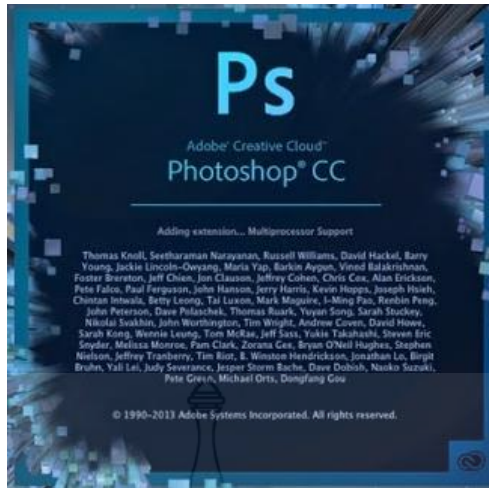 Ps
Adobe® Creative Cloud™
Photoshop® CC
Adding extension... Multiprocessor Support
Thomas Knoll, Seetharaman Narayanan, Russell Williams, David Hackel, Barry
Young, Jackie Lincoln-Owyang, Maria Yap, Barkin Aygun, Vinod Balakrishnan,
Foster Brereton, Jeff Chien, Jon Clauson, Jeffrey Cohen, Chris Cox, Alan Erickson,
Pete Falco, Paul Ferguson, John Hanson, Jerry Harris, Kevin Hopps, Joseph Hsieh,
Chintan Intwala, Betty Leong, Tai Luxon, Mark Maguire, I-Ming Pao, Renbin Peng,
John Peterson, Dave Polaschek, Thomas Ruark, Yuyan Song, Sarah Stuckey,
Nikolai Svakhin, John Worthington, Tim Wright, Andrew Coven, David Howe,
Sarah Kong, Wennie Leung, Tom McRae, Jeff Sass, Yukie Takahashi, Steven Eric
Snyder, Melissa Monroe, Pam Clark, Zorana Gee, Bryan O'Neil Hughes, Stephen
Nielson, Jeffrey Tranberry, Tim Riot, B. Winston Hendrickson, Jonathan Lo, Birgit
Bruhn, Yali Lei, Judy Severance, Jesper Storm Bache, Dave Dobish, Naoko Suzuki,
Pete Green, Michael Orts, Dongfang Gou
© 1990-2013 Adobe Systems Incorporated. All rights reserved.